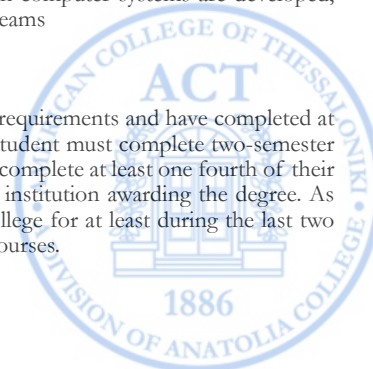 computer systems are developed,
eams
requirements and have completed at
tudent must complete two-semester
complete at least one fourth of their
institution awarding the degree. As
llege for at least during the last two
ourses.
AMERICAN COLLEGE OF THESSALONIKI
ACT
1886
DIVISION OF ANATOLIA COLLEGE